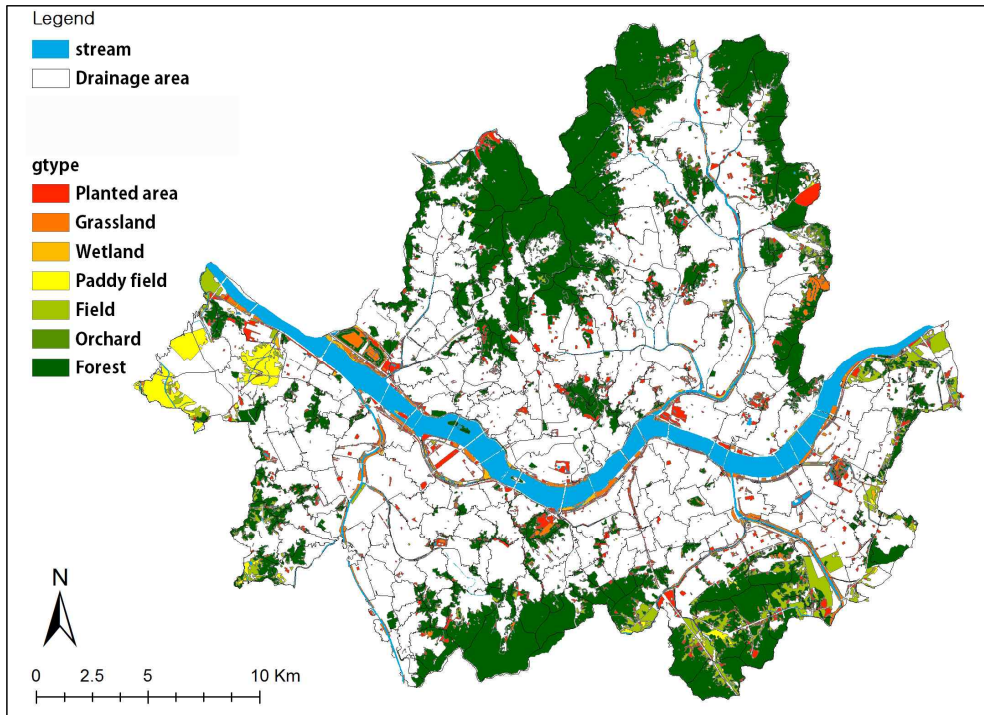 Legend
stream
Drainage area
gtype
Planted area
Grassland
Wetland
Paddy field
Field
Orchard
Forest
N
0 2.5 5 10 Km